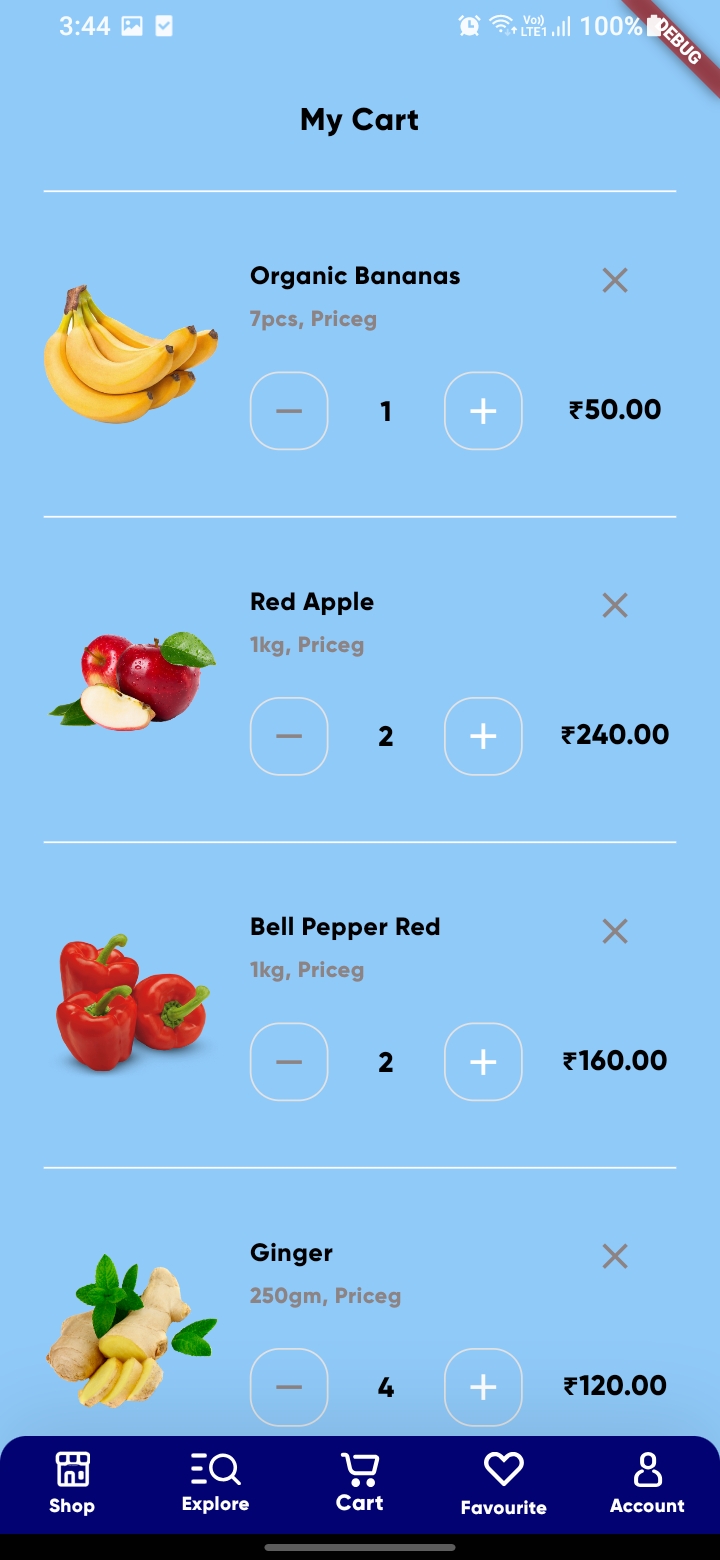 3:44
Vo)) LTE1 100%
DEBUG
My Cart
Organic Bananas
7pcs, Priceg
1 ₹50.00
Red Apple
1kg, Priceg
2 ₹240.00
Bell Pepper Red
1kg, Priceg
2 ₹160.00
Ginger
250gm, Priceg
4 ₹120.00
Shop Explore Cart Favourite Account